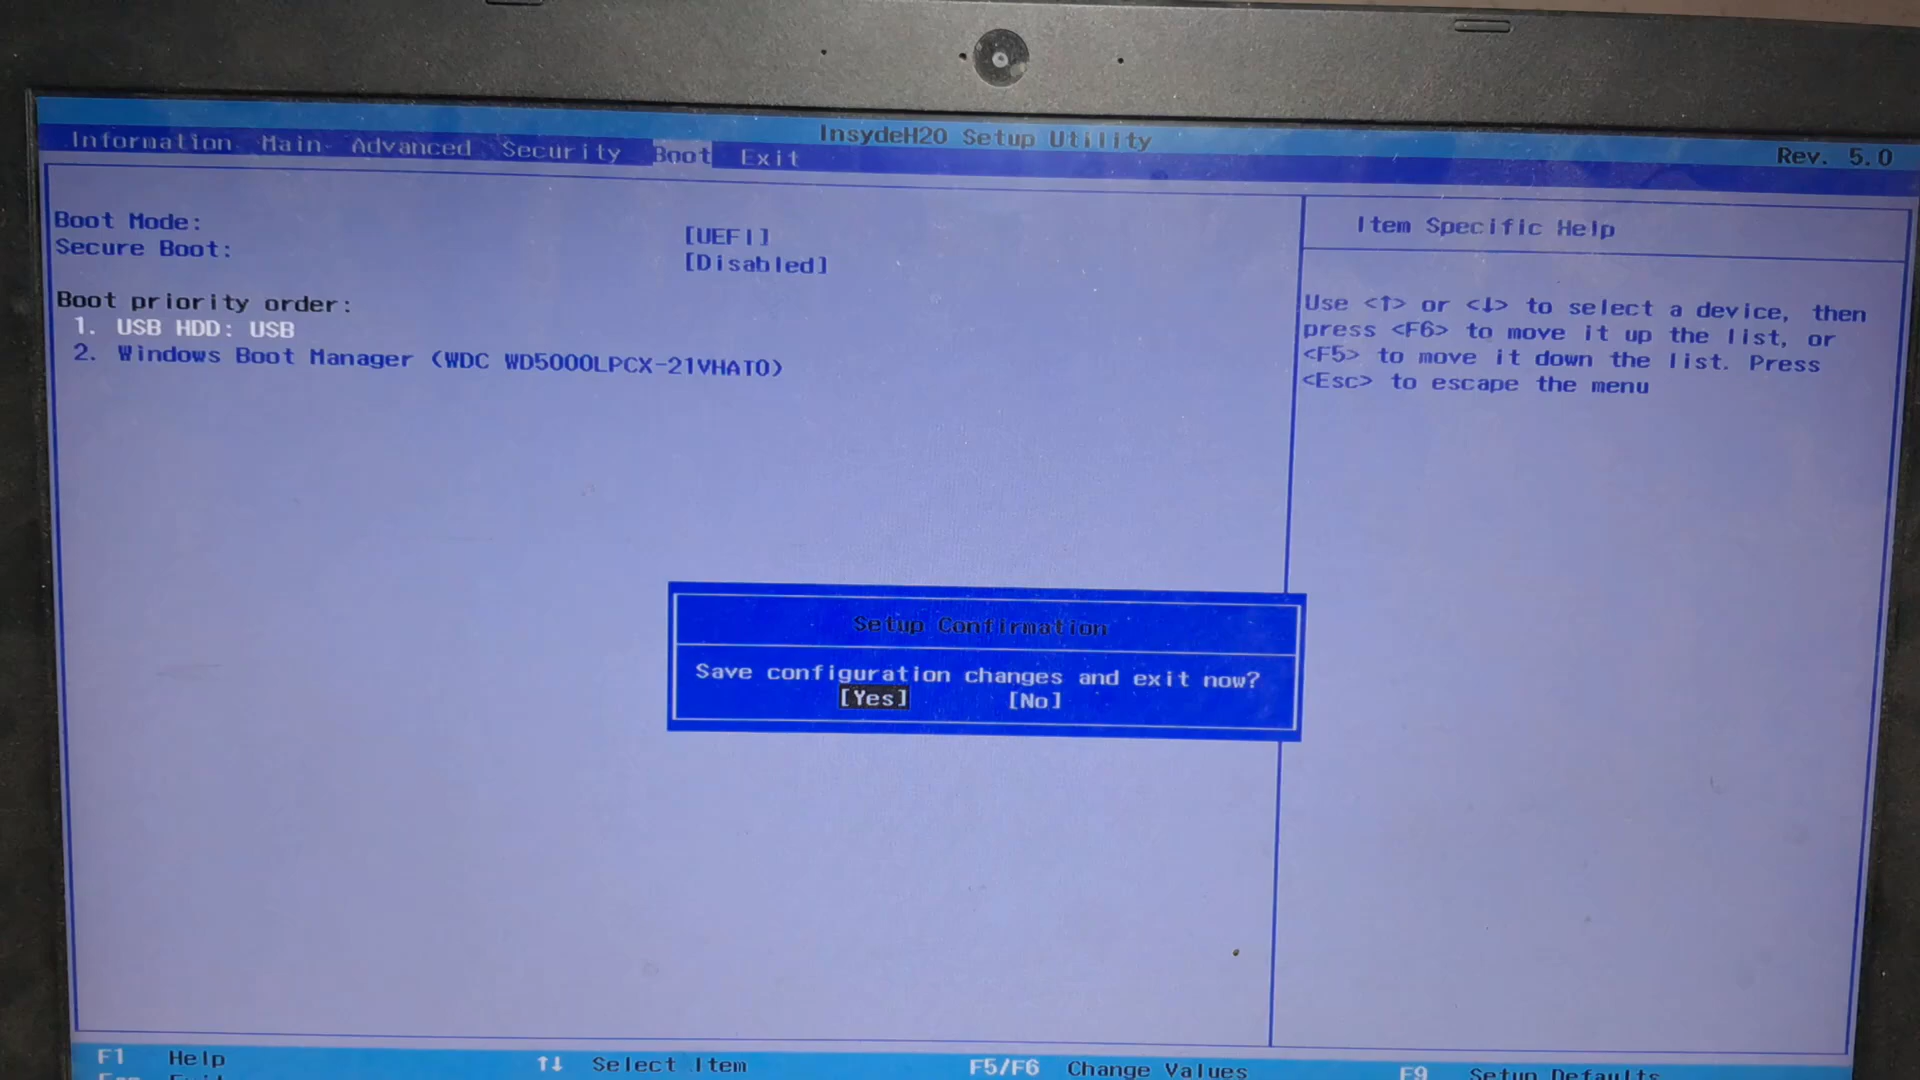 InsydeH20 Setup Utility
Rev. 5.0
Information Main Advanced Security Boot Exit
Boot Mode: [UEFI]
Secure Boot: [Disabled]
Boot priority order:
1. USB HDD: USB
2. Windows Boot Manager (WDC WD5000LPCX-21VHAT0)
Item Specific Help
Use <↑> or <↓> to select a device, then
press <F6> to move it up the list, or
<F5> to move it down the list. Press
<Esc> to escape the menu
Setup Confirmation
Save configuration changes and exit now?
[Yes] [No]
F1 Help ↑↓ Select Item F5/F6 Change Values F9 Setup Defaults